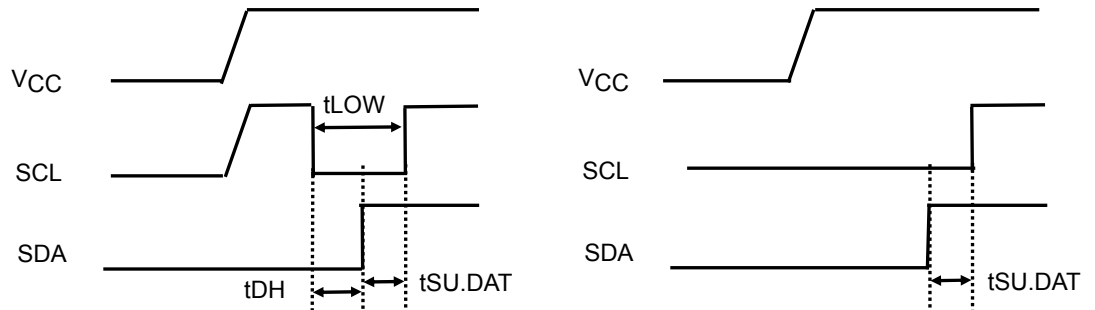 VCC
tLOW
SCL
SDA
tDH
tSU.DAT
VCC
SCL
SDA
tSU.DAT